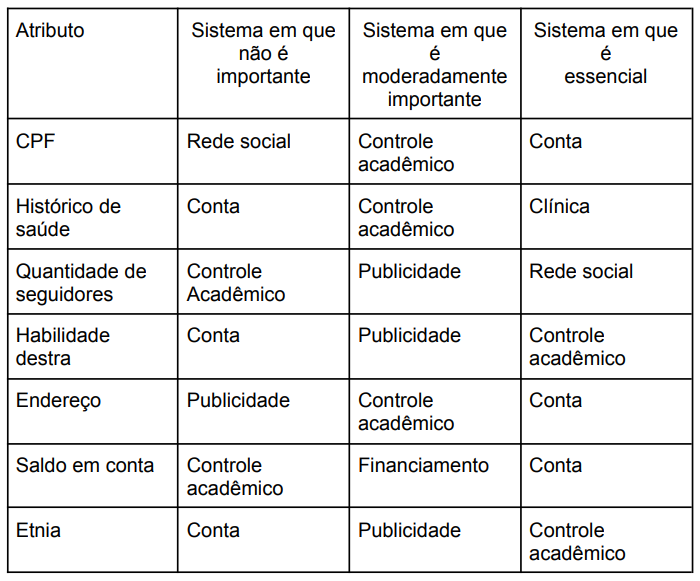 Atributo
Sistema em que
não é
importante
Sistema em que
é
moderadamente
importante
Sistema em que
é
essencial
CPF
Rede social
Controle
acadêmico
Conta
Histórico de
saúde
Conta
Controle
acadêmico
Clínica
Quantidade de
seguidores
Controle
Acadêmico
Publicidade
Rede social
Habilidade
destra
Conta
Publicidade
Controle
acadêmico
Endereço
Publicidade
Controle
acadêmico
Conta
Saldo em conta
Controle
acadêmico
Financiamento
Conta
Etnia
Conta
Publicidade
Controle
acadêmico